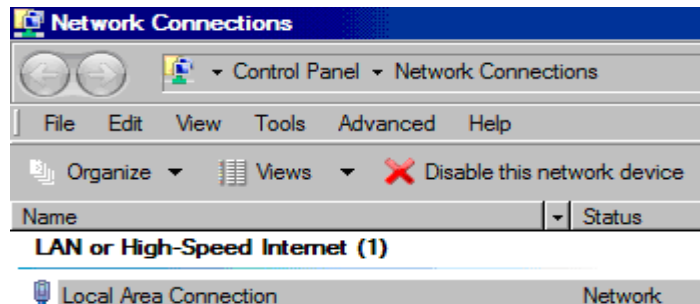 Network Connections
Control Panel Network Connections
File Edit View Tools Advanced Help
Organize Views Disable this network device
Name Status
LAN or High-Speed Internet (1)
Local Area Connection Network